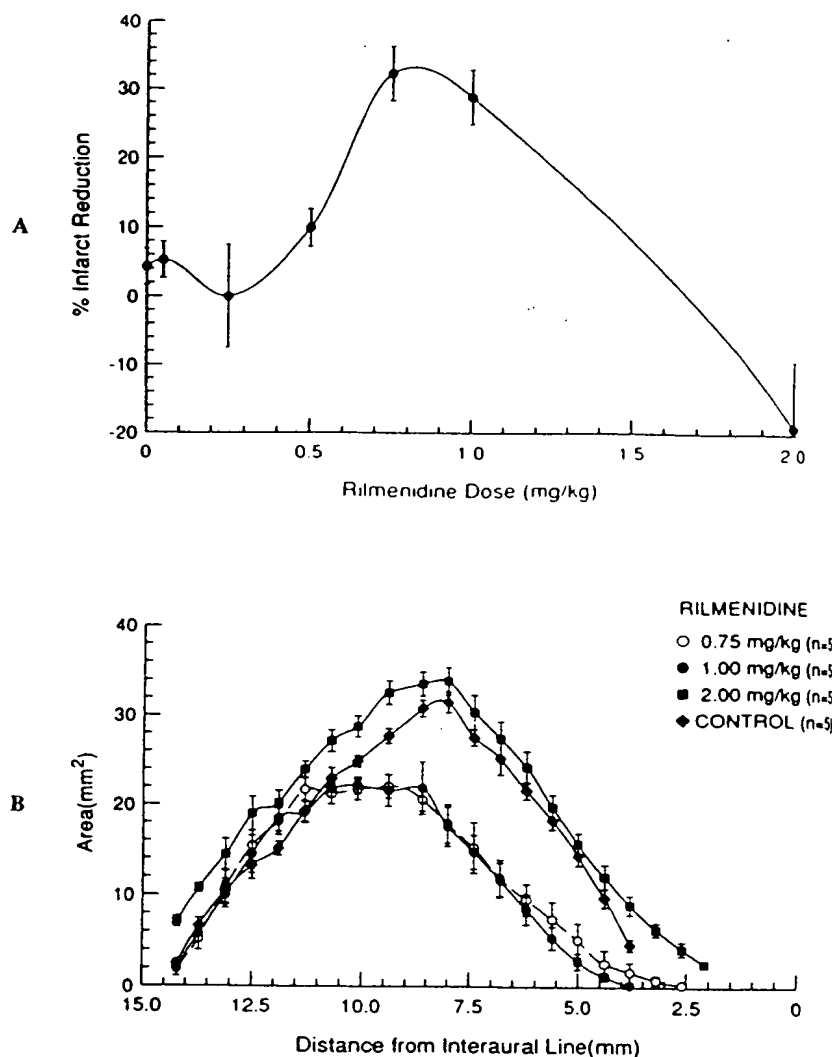 A
% Infarct Reduction
40
30
20
10
0
-10
-20
0 0.5 1.0 1.5 2.0
Rilmenidine Dose (mg/kg)
B
Area(mm²)
40
30
20
10
0
15.0 12.5 10.0 7.5 5.0 2.5 0
Distance from Interaural Line(mm)
RILMENIDINE
0.75 mg/kg (n=5
1.00 mg/kg (n=5
2.00 mg/kg (n=5
CONTROL (n=5)